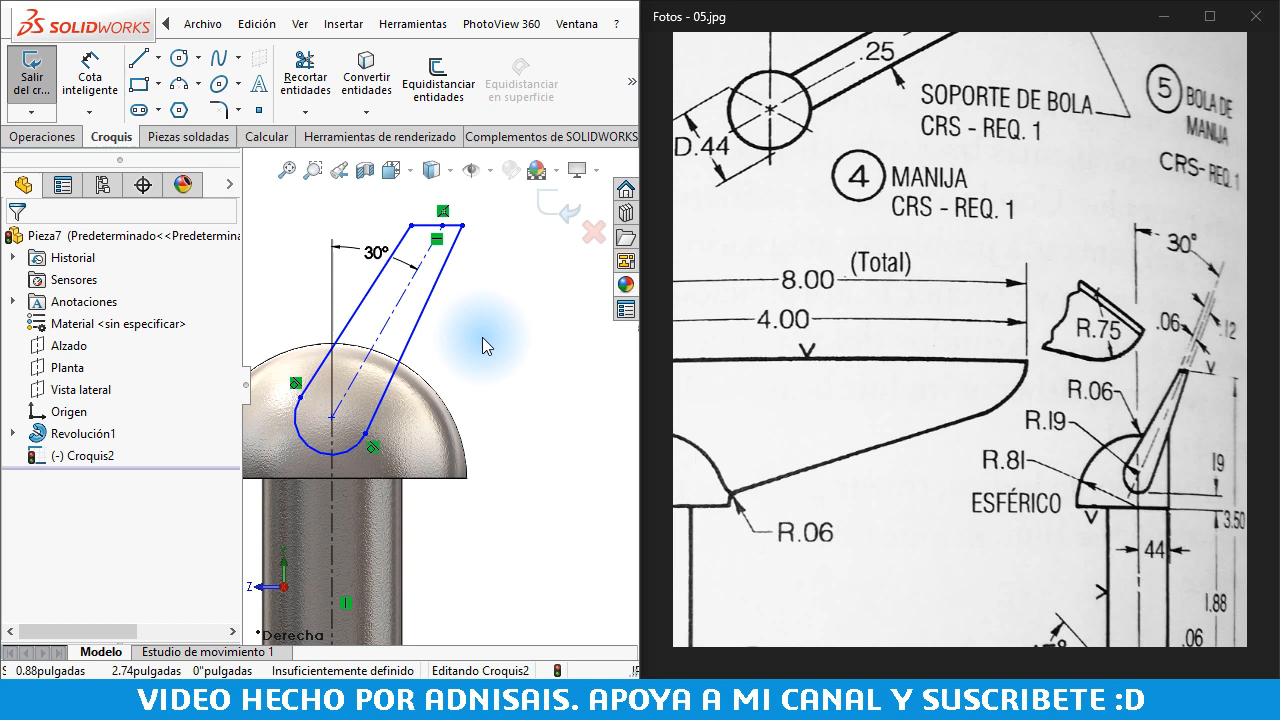 SOLIDWORKS
Archivo Edición Ver Insertar Herramientas PhotoView 360 Ventana ?
Salir del cr...
Cota inteligente
Recortar entidades
Convertir entidades
Equidistanciar entidades
Equidistanciar en superficie
Operaciones Croquis Piezas soldadas Calcular Herramientas de renderizado Complementos de SOLIDWORKS
Pieza7 (Predeterminado<<Predetermina
Historial
Sensores
Anotaciones
Material <sin especificar>
Alzado
Planta
Vista lateral
Origen
Revolución1
(-) Croquis2
30°
Y
Z
*Derecha
Modelo Estudio de movimiento 1
0.88pulgadas 2.74pulgadas 0"pulgadas Insuficientemente definido Editando Croquis2
Fotos - 05.jpg
.25
SOPORTE DE BOLA
CRS - REQ. 1
5 BOLA DE MANIJA
CRS - REQ. 1
D.44
4 MANIJA
CRS - REQ. 1
30°
8.00 (Total)
4.00
R.75
.06
.12
R.06
R.19
R.81
ESFÉRICO
19
3.50
R.06
44
1.88
.06
VIDEO HECHO POR ADNISAIS. APOYA A MI CANAL Y SUSCRIBETE :D